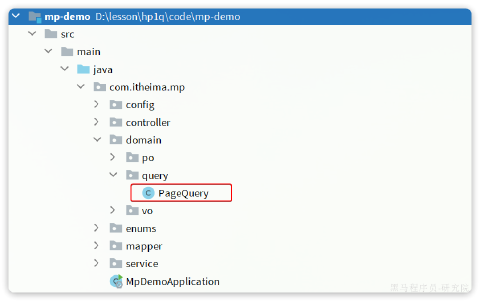 mp-demo D:\lesson\hp1q\code\mp-demo
src
main
java
com.itheima.mp
config
controller
domain
po
query
PageQuery
vo
enums
mapper
service
MpDemoApplication